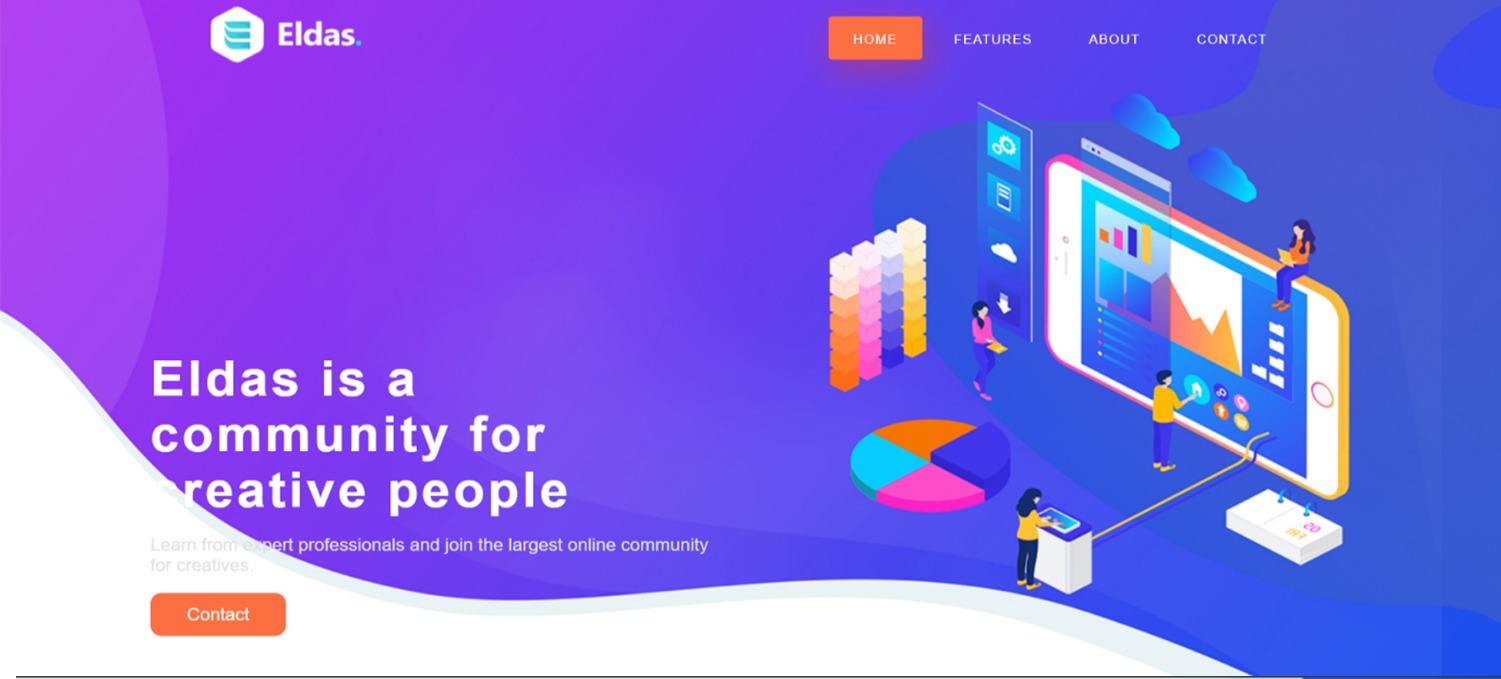 Eldas.
HOME FEATURES ABOUT CONTACT
Eldas is a
community for
creative people
Learn from expert professionals and join the largest online community
for creatives.
Contact